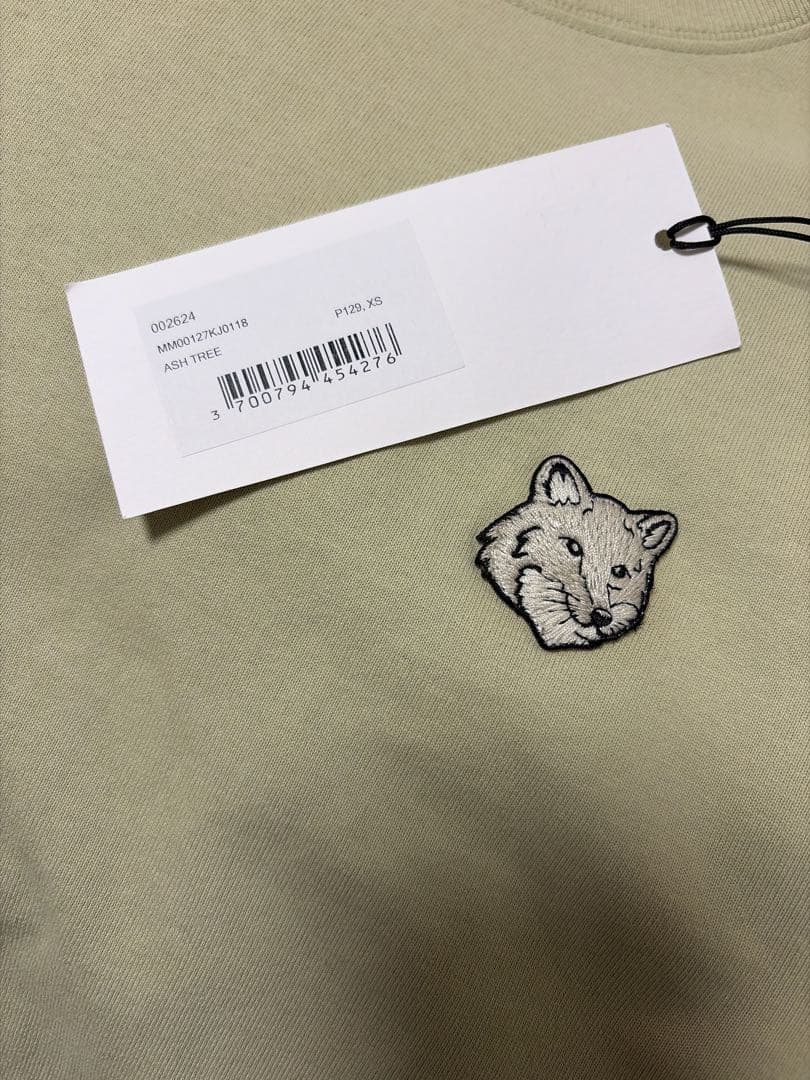 002624
MM00127KJ0118 P129, XS
ASH TREE
3 700794 454276